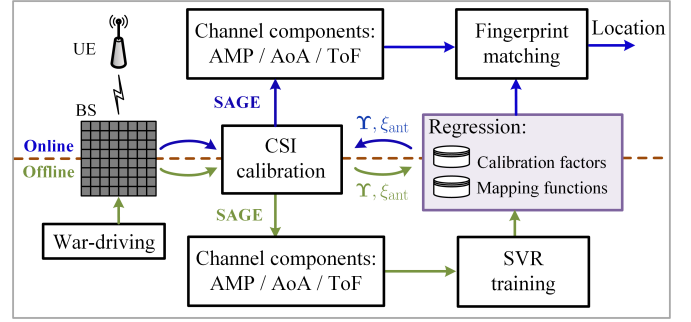 UE
BS
Online
Offline
War-driving
Channel components:
AMP / AoA / ToF
SAGE
CSI
calibration
SAGE
Channel components:
AMP / AoA / ToF
ϒ, ξant
ϒ, ξant
Fingerprint
matching
Location
Regression:
Calibration factors
Mapping functions
SVR
training